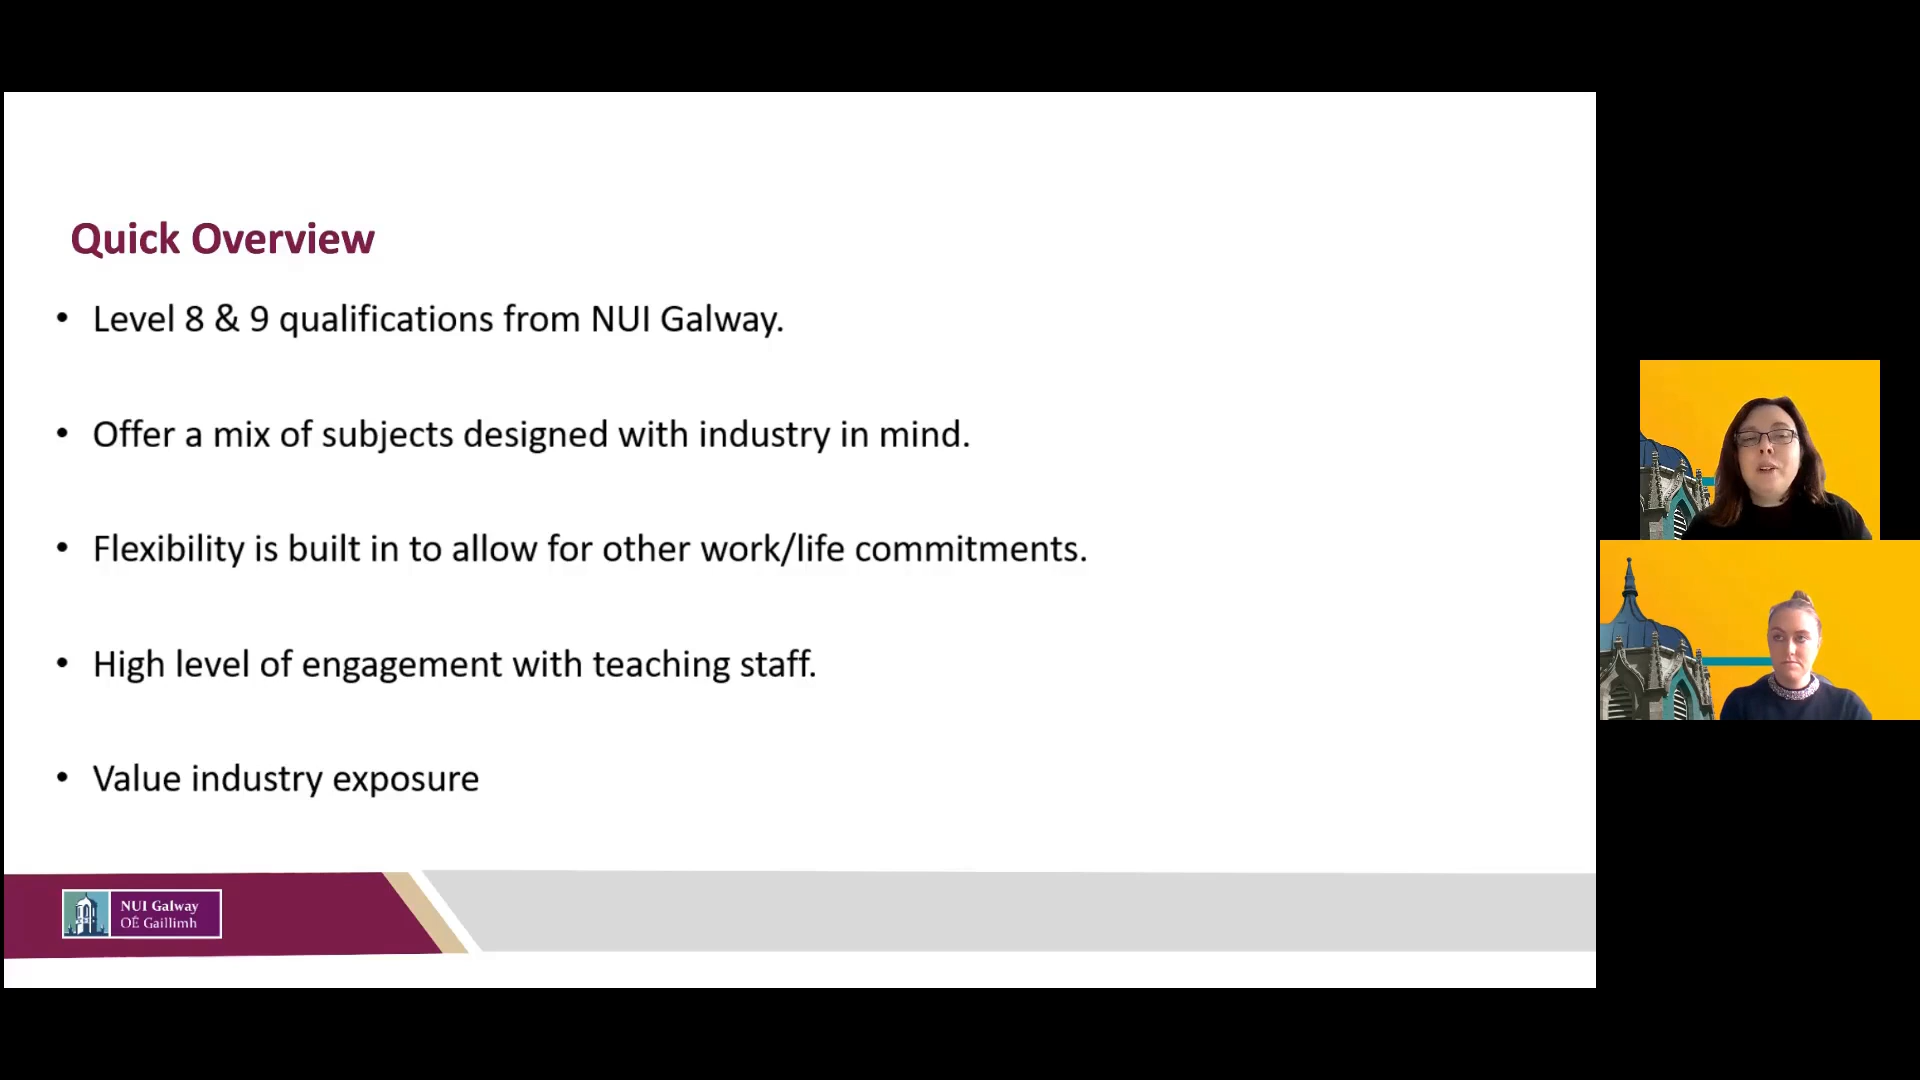 Quick Overview
• Level 8 & 9 qualifications from NUI Galway.
• Offer a mix of subjects designed with industry in mind.
• Flexibility is built in to allow for other work/life commitments.
• High level of engagement with teaching staff.
• Value industry exposure
NUI Galway
OÉ Gaillimh